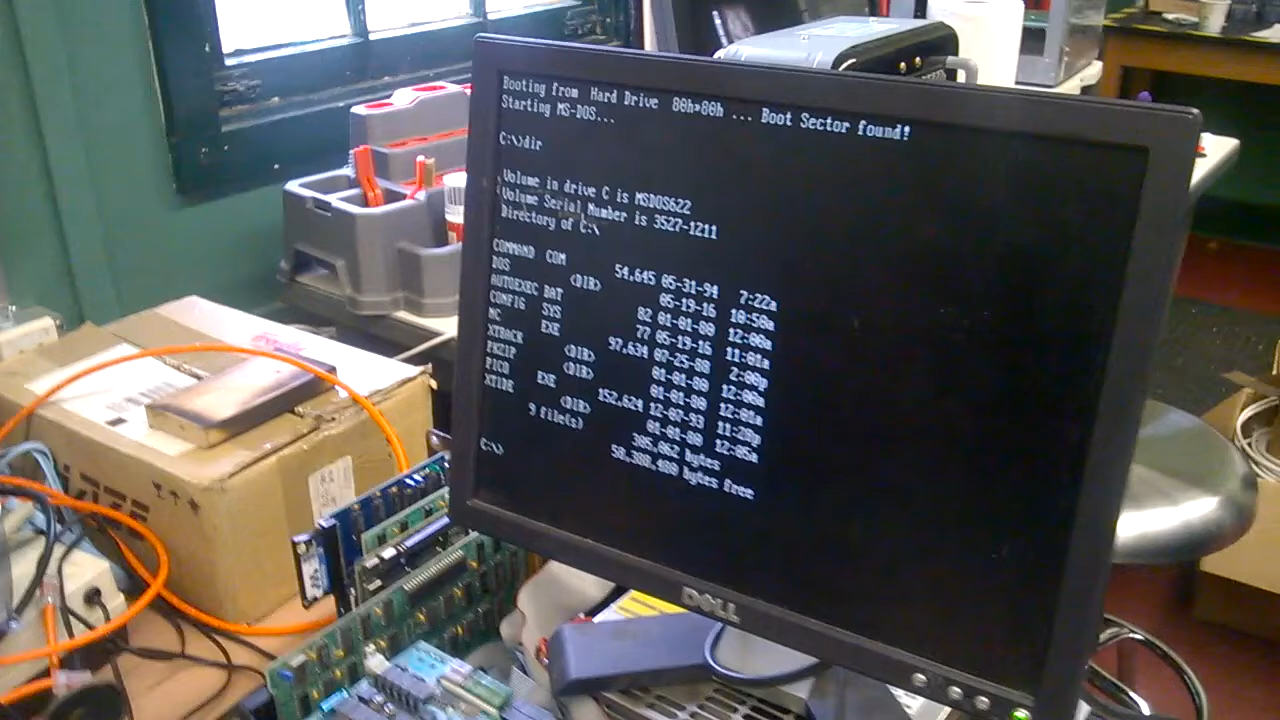 Booting from Hard Drive 80h»80h ... Boot Sector found!
Starting MS-DOS...
C:\>dir
Volume in drive C is MSDOS622
Volume Serial Number is 3527-1211
Directory of C:\
COMMAND COM 54,645 05-31-94 7:22a
DOS <DIR> 05-19-16 10:50a
AUTOEXEC BAT 82 01-01-80 12:00a
CONFIG SYS 77 05-19-16 11:01a
NC EXE 97,634 07-25-88 2:00p
XTBACK <DIR> 01-01-80 12:00a
PKZIP <DIR> 01-01-80 12:01a
PICO EXE 152,624 12-07-93 11:20p
XTIDE <DIR> 01-01-80 12:05a
9 file(s) 305,062 bytes
58,388,480 bytes free
C:\>
DELL